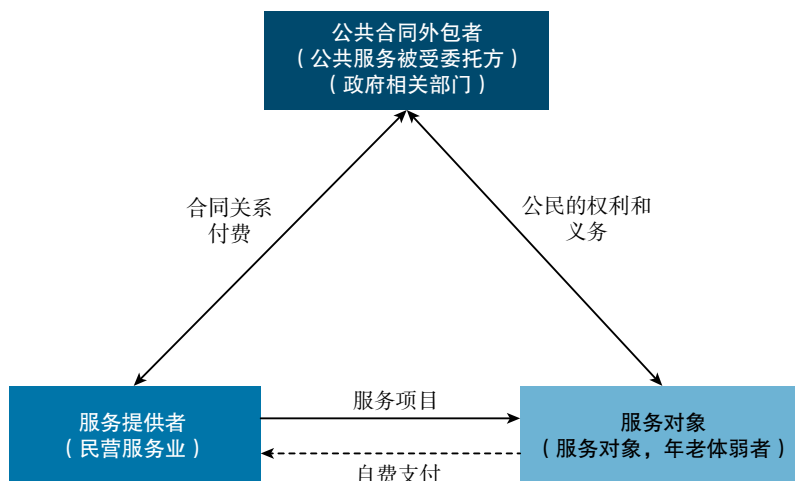 公共合同外包者
（公共服务被受委托方）
（政府相关部门）
合同关系
付费
公民的权利和
义务
服务提供者
（民营服务业）
服务项目
自费支付
服务对象
（服务对象，年老体弱者）